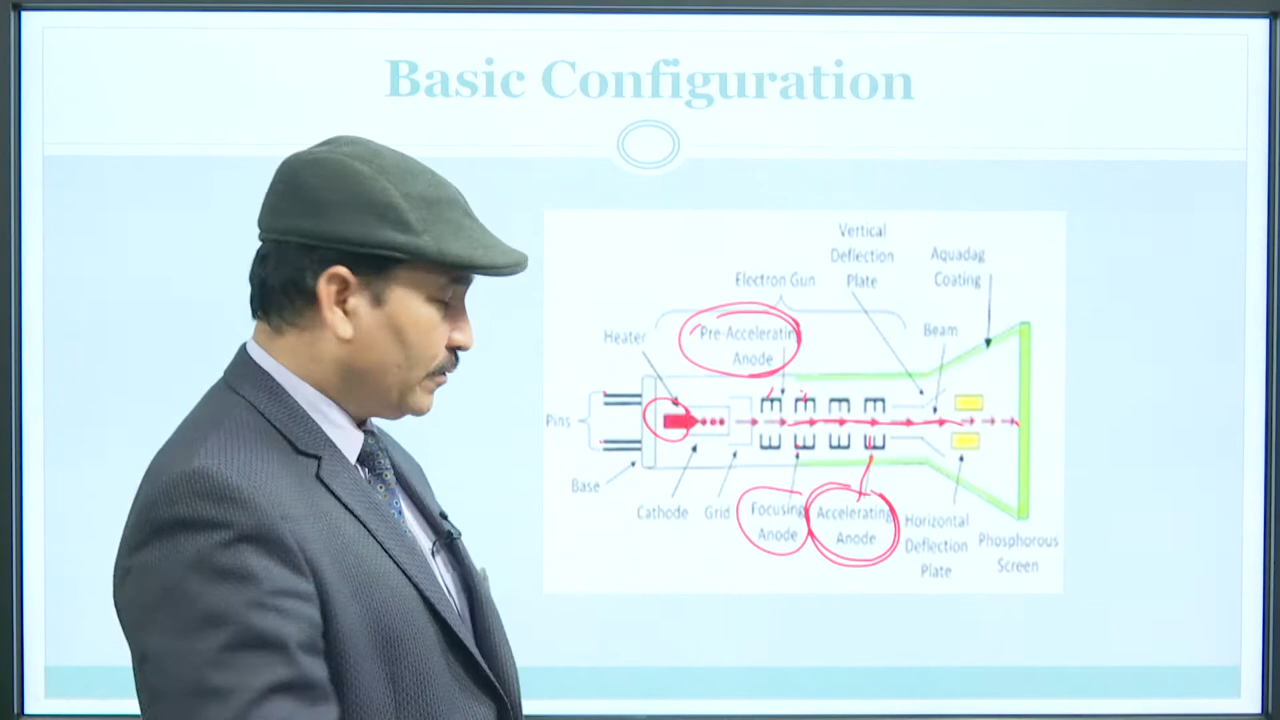 Basic Configuration
Vertical
Deflection
Plate
Aquadag
Coating
Electron Gun
Heater
Pre-Accelerating
Anode
Beam
Pins
Base
Cathode
Grid
Focusing
Anode
Accelerating
Anode
Horizontal
Deflection
Plate
Phosphorous
Screen